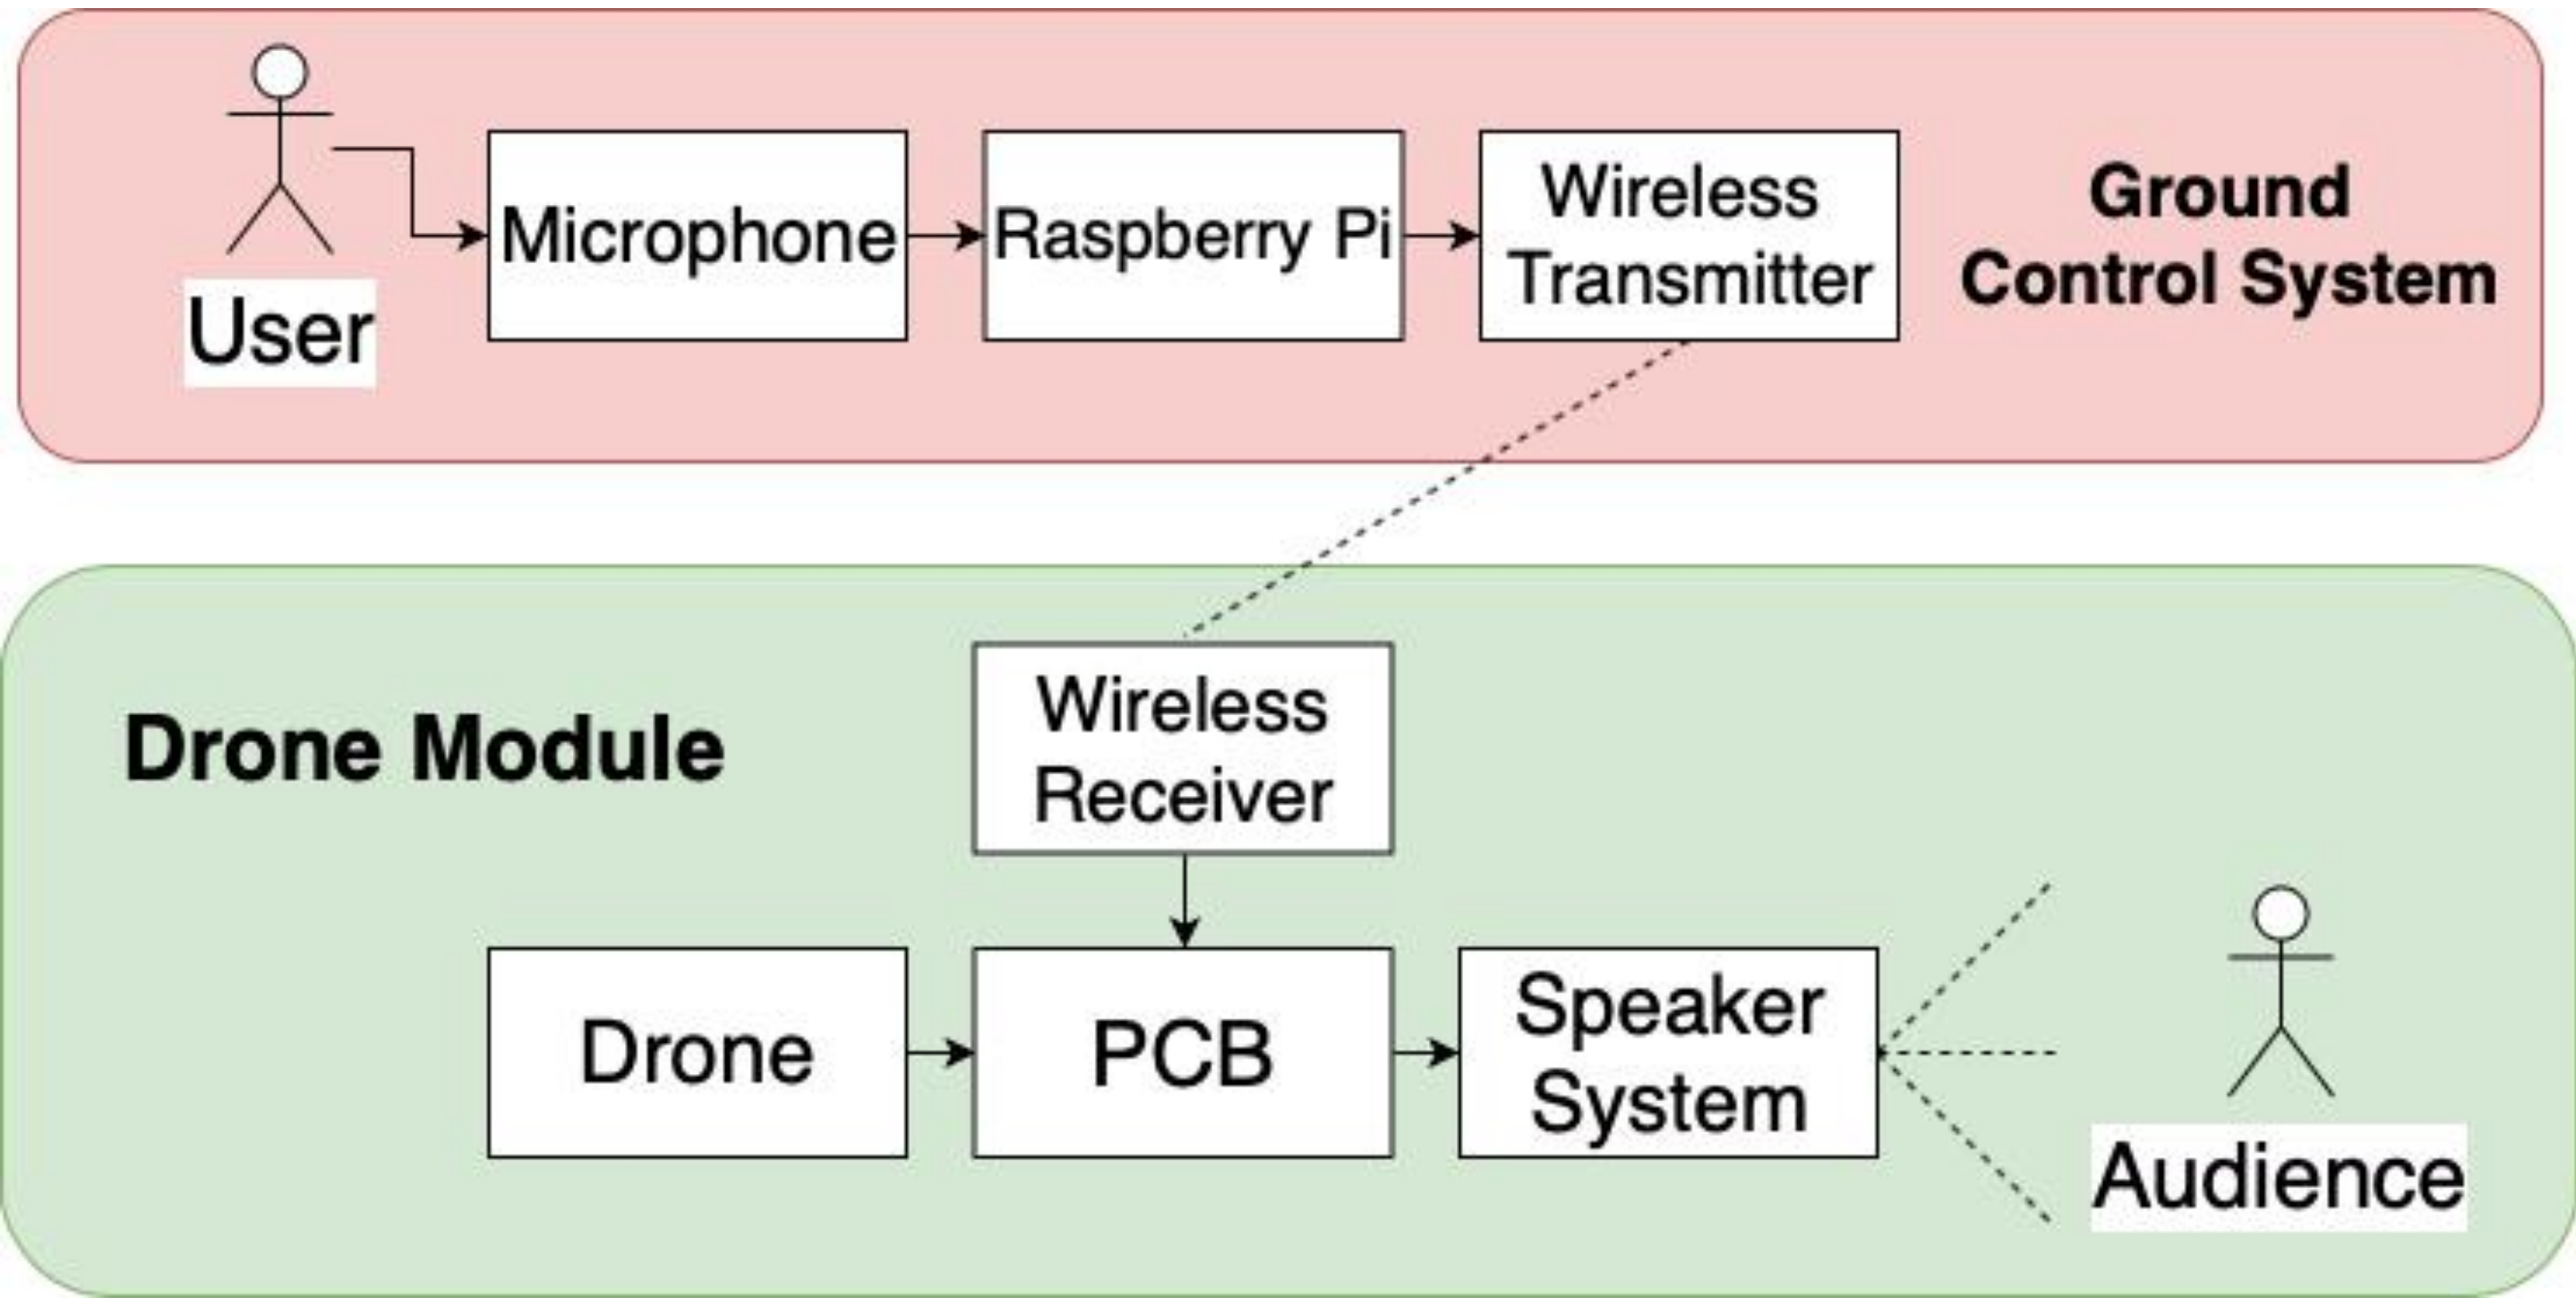 User
Microphone
Raspberry Pi
Wireless
Transmitter
Ground
Control System
Drone Module
Wireless
Receiver
Drone
PCB
Speaker
System
Audience